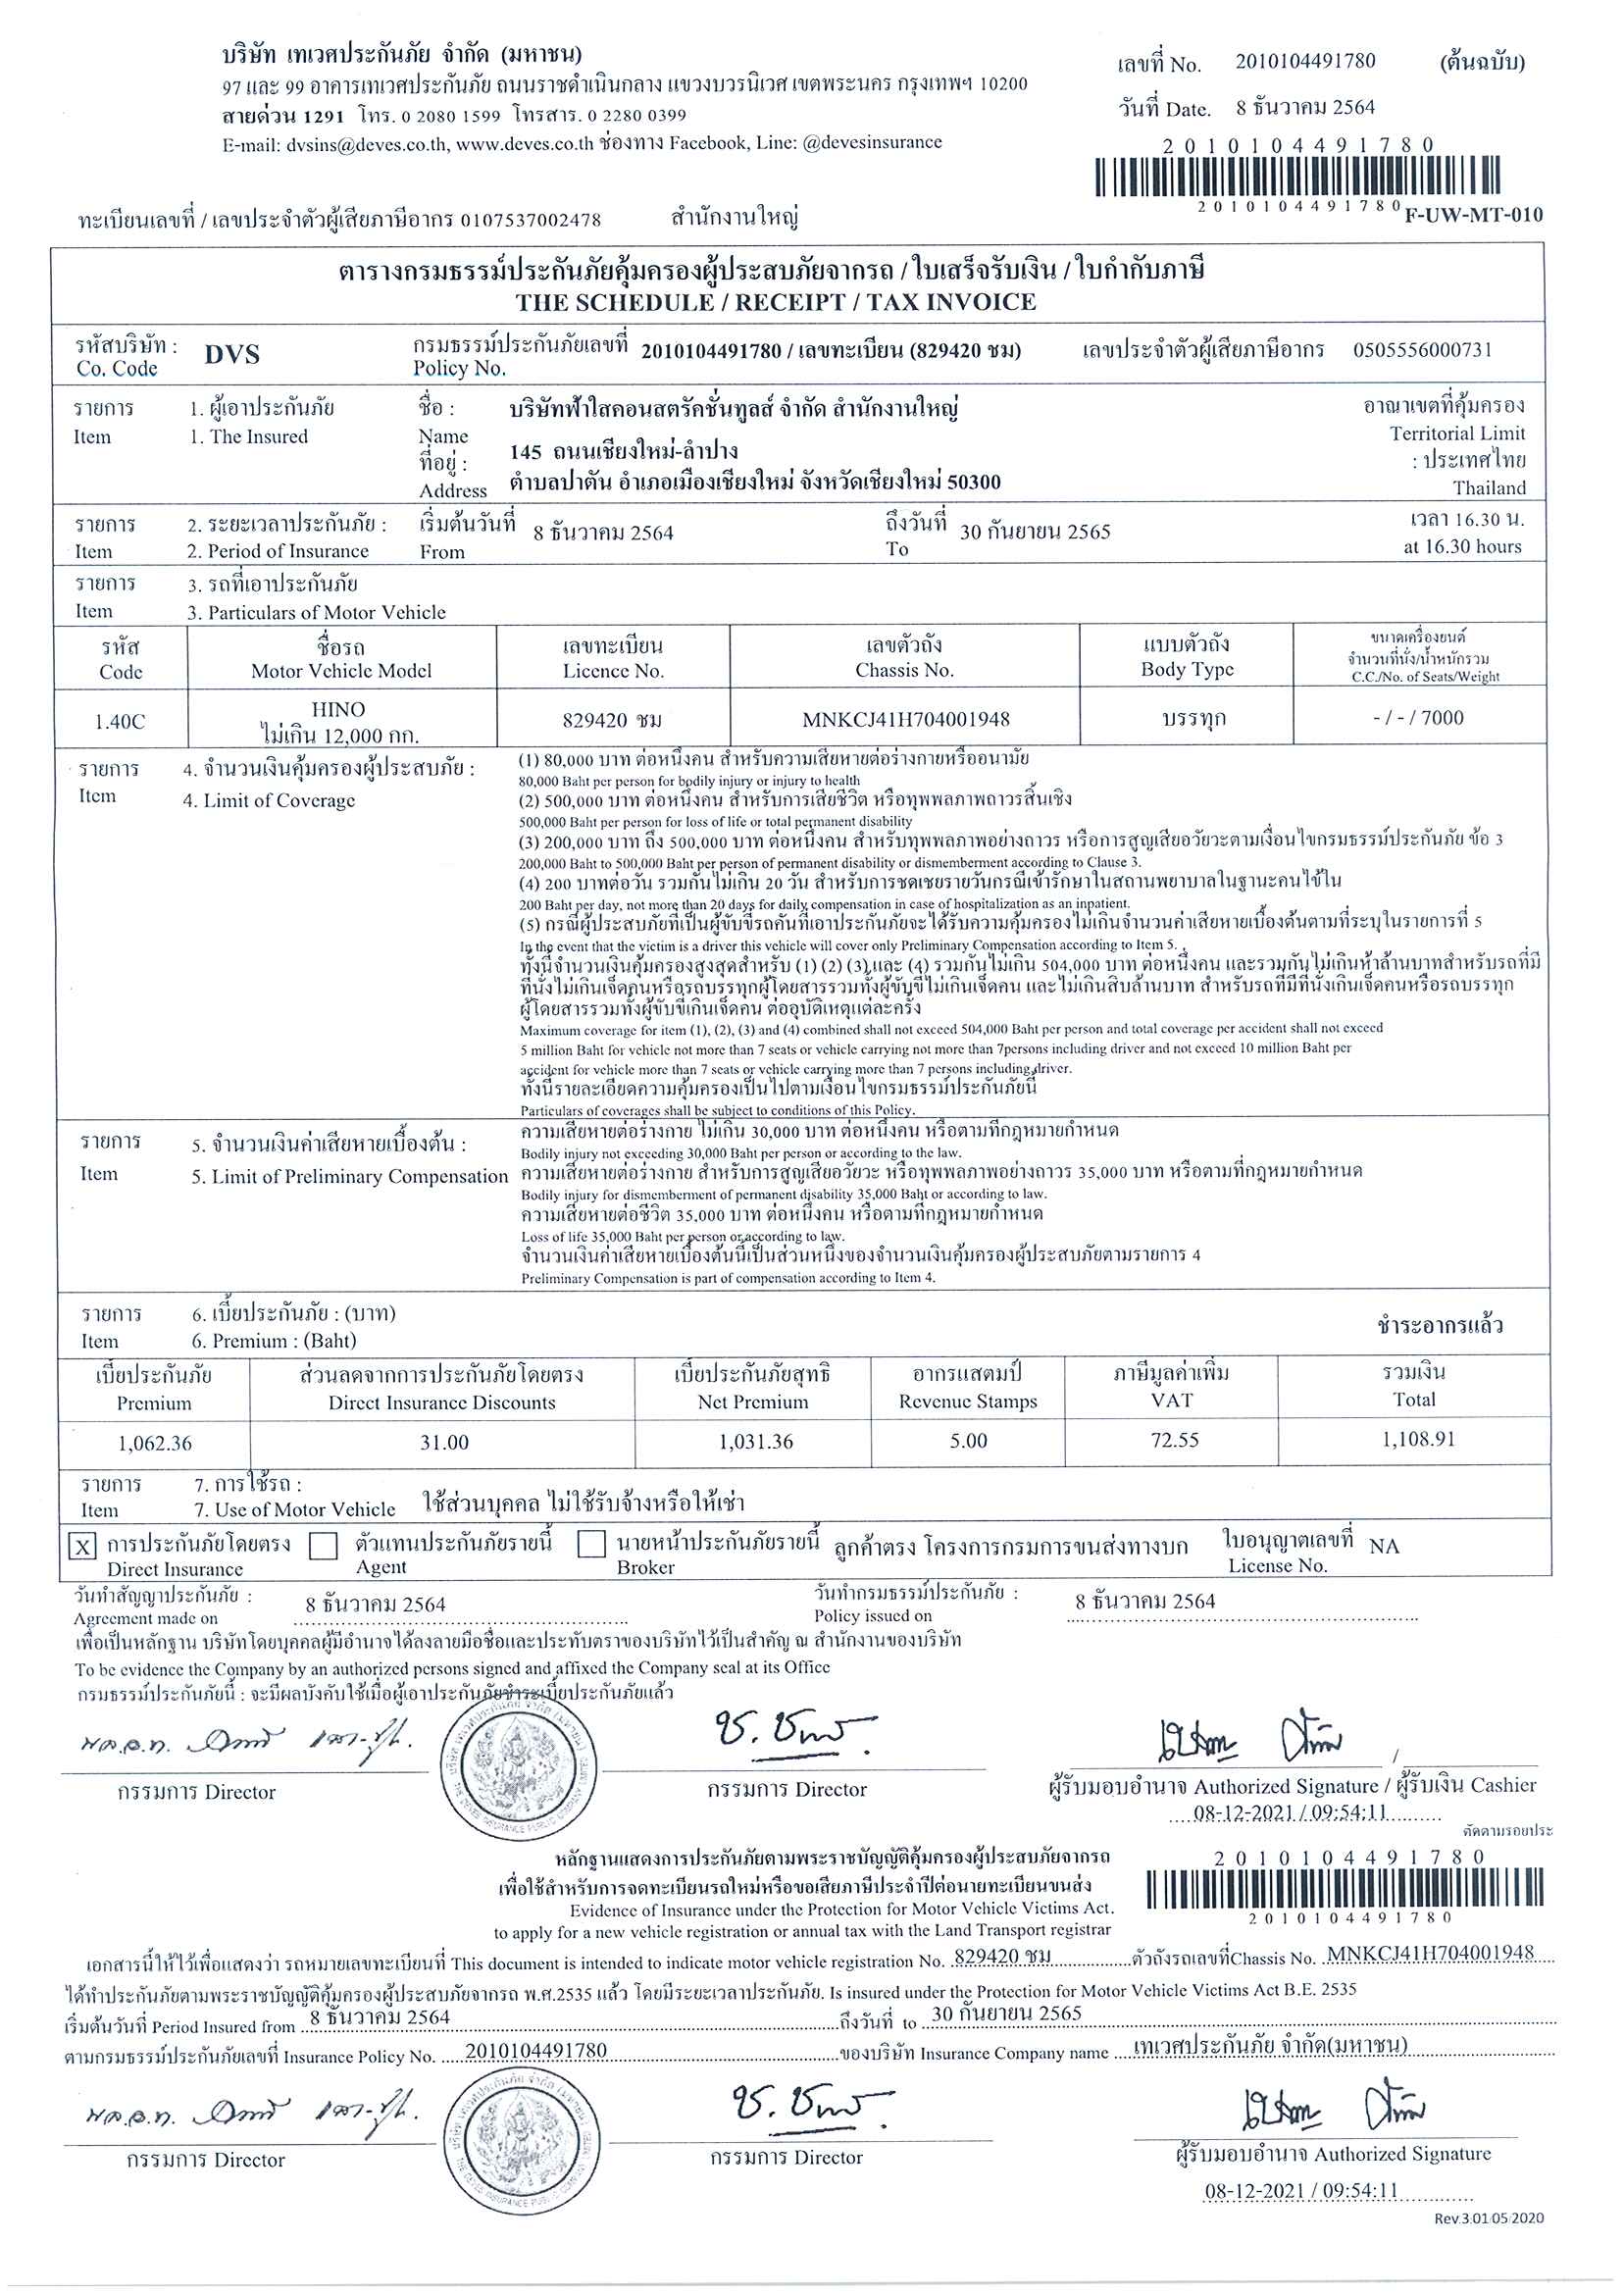 บริษัท เทเวศประกันภัย จำกัด (มหาชน)
97 และ 99 อาคารเทเวศประกันภัย ถนนราชดำเนินกลาง แขวงบวรนิเวศ เขตพระนคร กรุงเทพฯ 10200
สายด่วน 1291 โทร. 0 2080 1599 โทรสาร. 0 2280 0399
E-mail: dvsins@deves.co.th, www.deves.co.th ช่องทาง Facebook, Line: @devesinsurance
เลขที่ No. 2010104491780 (ต้นฉบับ)
วันที่ Date. 8 ธันวาคม 2564
2010104491780
2010104491780 F-UW-MT-010
ทะเบียนเลขที่ / เลขประจำตัวผู้เสียภาษีอากร 0107537002478 สำนักงานใหญ่
ตารางกรมธรรม์ประกันภัยคุ้มครองผู้ประสบภัยจากรถ / ใบเสร็จรับเงิน / ใบกำกับภาษี
THE SCHEDULE / RECEIPT / TAX INVOICE
รหัสบริษัท : DVS กรมธรรม์ประกันภัยเลขที่ 2010104491780 / เลขทะเบียน (829420 ชม) เลขประจำตัวผู้เสียภาษีอากร 0505556000731
Co. Code Policy No.
รายการ 1. ผู้เอาประกันภัย ชื่อ : บริษัทฟ้าใสคอนสตรัคชั่นทูลส์ จำกัด สำนักงานใหญ่ อาณาเขตที่คุ้มครอง
Item 1. The Insured Name Territorial Limit
ที่อยู่ : 145 ถนนเชียงใหม่-ลำปาง : ประเทศไทย
Address ตำบลป่าตัน อำเภอเมืองเชียงใหม่ จังหวัดเชียงใหม่ 50300 Thailand
รายการ 2. ระยะเวลาประกันภัย : เริ่มต้นวันที่ 8 ธันวาคม 2564 ถึงวันที่ 30 กันยายน 2565 เวลา 16.30 น.
Item 2. Period of Insurance From To at 16.30 hours
รายการ 3. รถที่เอาประกันภัย
Item 3. Particulars of Motor Vehicle
รหัส ชื่อรถ เลขทะเบียน เลขตัวถัง แบบตัวถัง ขนาดเครื่องยนต์
จำนวนที่นั่ง/น้ำหนักรวม
Code Motor Vehicle Model Licence No. Chassis No. Body Type C.C./No. of Seats/Weight
1.40C HINO 829420 ชม MNKCJ41H704001948 บรรทุก - / - / 7000
ไม่เกิน 12,000 กก.
รายการ 4. จำนวนเงินคุ้มครองผู้ประสบภัย :
Item 4. Limit of Coverage
(1) 80,000 บาท ต่อหนึ่งคน สำหรับความเสียหายต่อร่างกายหรืออนามัย
80,000 Baht per person for bodily injury or injury to health
(2) 500,000 บาท ต่อหนึ่งคน สำหรับการเสียชีวิต หรือทุพพลภาพถาวรสิ้นเชิง
500,000 Baht per person for loss of life or total permanent disability
(3) 200,000 บาท ถึง 500,000 บาท ต่อหนึ่งคน สำหรับทุพพลภาพอย่างถาวร หรือการสูญเสียอวัยวะตามเงื่อนไขกรมธรรม์ประกันภัย ข้อ 3
200,000 Baht to 500,000 Baht per person of permanent disability or dismemberment according to Clause 3.
(4) 200 บาทต่อวัน รวมกันไม่เกิน 20 วัน สำหรับการชดเชยรายวันกรณีเข้ารักษาในสถานพยาบาลในฐานะคนไข้ใน
200 Baht per day, not more than 20 days for daily compensation in case of hospitalization as an inpatient.
(5) กรณีผู้ประสบภัยที่เป็นผู้ขับขี่รถคันที่เอาประกันภัยจะได้รับความคุ้มครองไม่เกินจำนวนค่าเสียหายเบื้องต้นตามที่ระบุในรายการที่ 5
In the event that the victim is a driver this vehicle will cover only Preliminary Compensation according to Item 5.
ทั้งนี้จำนวนเงินคุ้มครองสูงสุดสำหรับ (1) (2) (3) และ (4) รวมกันไม่เกิน 504,000 บาท ต่อหนึ่งคน และรวมกันไม่เกินห้าล้านบาทสำหรับรถที่มี
ที่นั่งไม่เกินเจ็ดคนหรือรถบรรทุกผู้โดยสารรวมทั้งผู้ขับขี่ไม่เกินเจ็ดคน และไม่เกินสิบล้านบาท สำหรับรถที่มีที่นั่งเกินเจ็ดคนหรือรถบรรทุก
ผู้โดยสารรวมทั้งผู้ขับขี่เกินเจ็ดคน ต่ออุบัติเหตุแต่ละครั้ง
Maximum coverage for item (1), (2), (3) and (4) combined shall not exceed 504,000 Baht per person and total coverage per accident shall not exceed
5 million Baht for vehicle not more than 7 seats or vehicle carrying not more than 7persons including driver and not exceed 10 million Baht per
accident for vehicle more than 7 seats or vehicle carrying more than 7 persons including driver.
ทั้งนี้รายละเอียดความคุ้มครองเป็นไปตามเงื่อนไขกรมธรรม์ประกันภัยนี้
Particulars of coverages shall be subject to conditions of this Policy.
รายการ 5. จำนวนเงินค่าเสียหายเบื้องต้น :
Item 5. Limit of Preliminary Compensation
ความเสียหายต่อร่างกาย ไม่เกิน 30,000 บาท ต่อหนึ่งคน หรือตามที่กฎหมายกำหนด
Bodily injury not exceeding 30,000 Baht per person or according to the law.
ความเสียหายต่อร่างกาย สำหรับการสูญเสียอวัยวะ หรือทุพพลภาพอย่างถาวร 35,000 บาท หรือตามที่กฎหมายกำหนด
Bodily injury for dismemberment of permanent disability 35,000 Baht or according to law.
ความเสียหายต่อชีวิต 35,000 บาท ต่อหนึ่งคน หรือตามที่กฎหมายกำหนด
Loss of life 35,000 Baht per person or according to law.
จำนวนเงินค่าเสียหายเบื้องต้นนี้เป็นส่วนหนึ่งของจำนวนเงินคุ้มครองผู้ประสบภัยตามรายการ 4
Preliminary Compensation is part of compensation according to Item 4.
รายการ 6. เบี้ยประกันภัย : (บาท) ชำระอากรแล้ว
Item 6. Premium : (Baht)
เบี้ยประกันภัย ส่วนลดจากการประกันภัยโดยตรง เบี้ยประกันภัยสุทธิ อากรแสตมป์ ภาษีมูลค่าเพิ่ม รวมเงิน
Premium Direct Insurance Discounts Net Premium Revenue Stamps VAT Total
1,062.36 31.00 1,031.36 5.00 72.55 1,108.91
รายการ 7. การใช้รถ :
Item 7. Use of Motor Vehicle ใช้ส่วนบุคคล ไม่ใช้รับจ้างหรือให้เช่า
X การประกันภัยโดยตรง ตัวแทนประกันภัยรายนี้ นายหน้าประกันภัยรายนี้ ลูกค้าตรง โครงการกรมการขนส่งทางบก ใบอนุญาตเลขที่ NA
Direct Insurance Agent Broker License No.
วันทำสัญญาประกันภัย : 8 ธันวาคม 2564 วันทำกรมธรรม์ประกันภัย : 8 ธันวาคม 2564
Agreement made on Policy issued on
เพื่อเป็นหลักฐาน บริษัทโดยบุคคลผู้มีอำนาจได้ลงลายมือชื่อและประทับตราของบริษัทไว้เป็นสำคัญ ณ สำนักงานของบริษัท
To be evidence the Company by an authorized persons signed and affixed the Company seal at its Office
กรมธรรม์ประกันภัยนี้ : จะมีผลบังคับใช้เมื่อผู้เอาประกันภัยชำระเบี้ยประกันภัยแล้ว
กรรมการ Director กรรมการ Director ผู้รับมอบอำนาจ Authorized Signature / ผู้รับเงิน Cashier
08-12-2021 / 09:54:11
ตัดตามรอยประ
หลักฐานแสดงการประกันภัยตามพระราชบัญญัติคุ้มครองผู้ประสบภัยจากรถ
เพื่อใช้สำหรับการจดทะเบียนรถใหม่หรือขอเสียภาษีประจำปีต่อนายทะเบียนขนส่ง
Evidence of Insurance under the Protection for Motor Vehicle Victims Act.
to apply for a new vehicle registration or annual tax with the Land Transport registrar
2010104491780
2010104491780
เอกสารนี้ให้ไว้เพื่อแสดงว่า รถหมายเลขทะเบียนที่ This document is intended to indicate motor vehicle registration No. 829420 ชม ตัวถังรถเลขที่Chassis No. MNKCJ41H704001948
ได้ทำประกันภัยตามพระราชบัญญัติคุ้มครองผู้ประสบภัยจากรถ พ.ศ.2535 แล้ว โดยมีระยะเวลาประกันภัย. Is insured under the Protection for Motor Vehicle Victims Act B.E. 2535
เริ่มต้นวันที่ Period Insured from 8 ธันวาคม 2564 ถึงวันที่ to 30 กันยายน 2565
ตามกรมธรรม์ประกันภัยเลขที่ Insurance Policy No. 2010104491780 ของบริษัท Insurance Company name เทเวศประกันภัย จำกัด(มหาชน)
กรรมการ Director กรรมการ Director ผู้รับมอบอำนาจ Authorized Signature
08-12-2021 / 09:54:11
Rev.3:01/05/2020